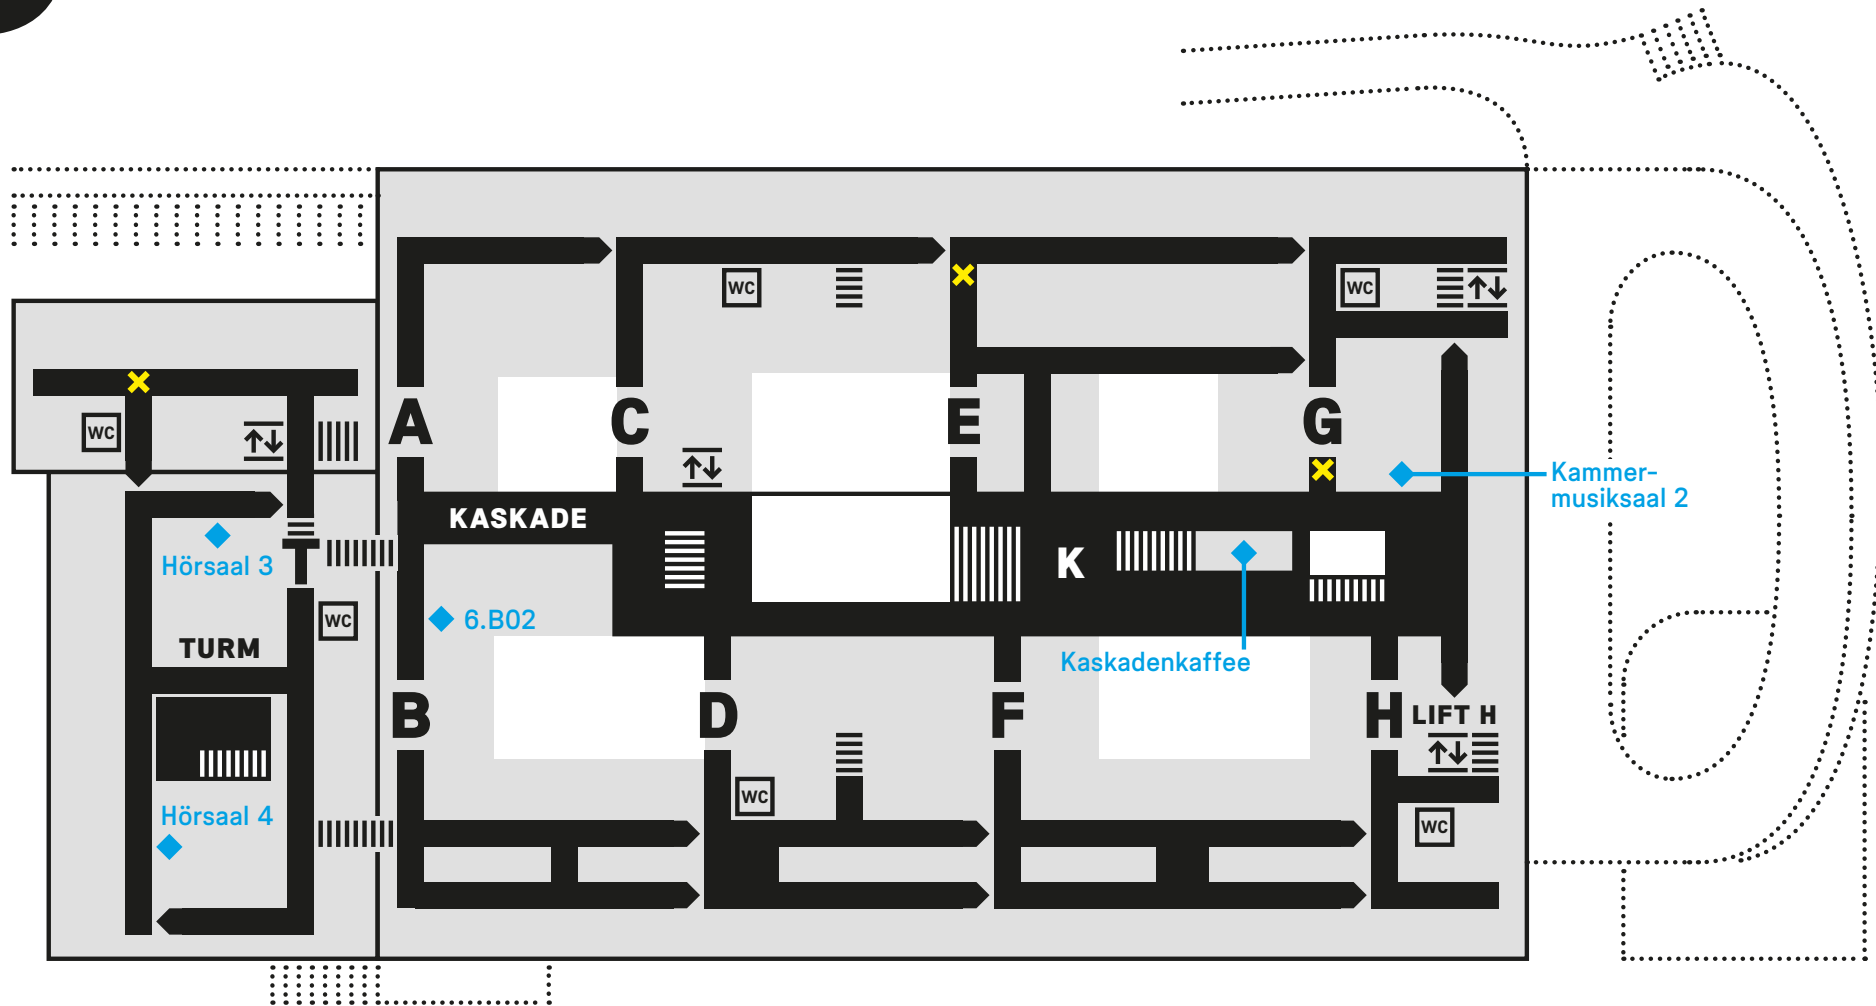 WC
WC
WC
A
C
E
G
Kammer-
musiksaal 2
KASKADE
K
Hörsaal 3
6.B02
WC
TURM
Kaskadenkaffee
B
D
F
H
LIFT H
WC
Hörsaal 4
WC